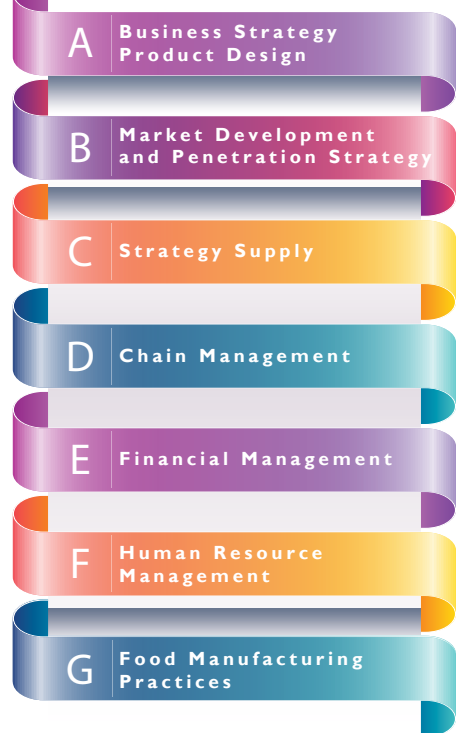 A
Business Strategy
Product Design
B
Market Development
and Penetration Strategy
C
Strategy Supply
D
Chain Management
E
Financial Management
F
Human Resource
Management
G
Food Manufacturing
Practices